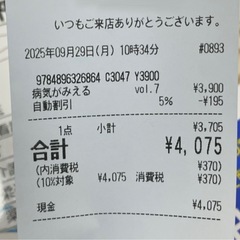 いつもご来店ありがとうございます。
2025年09月29日(月) 10時34分 #0893
9784896326864 C3047 Y3900
病気がみえる vol.7 ¥3,900
自動割引 5% -¥195
1点 小計 ¥3,705
合計 ¥4,075
(内消費税 ¥370)
(10%対象 ¥4,075 消費税 ¥370)
現金 ¥4,075